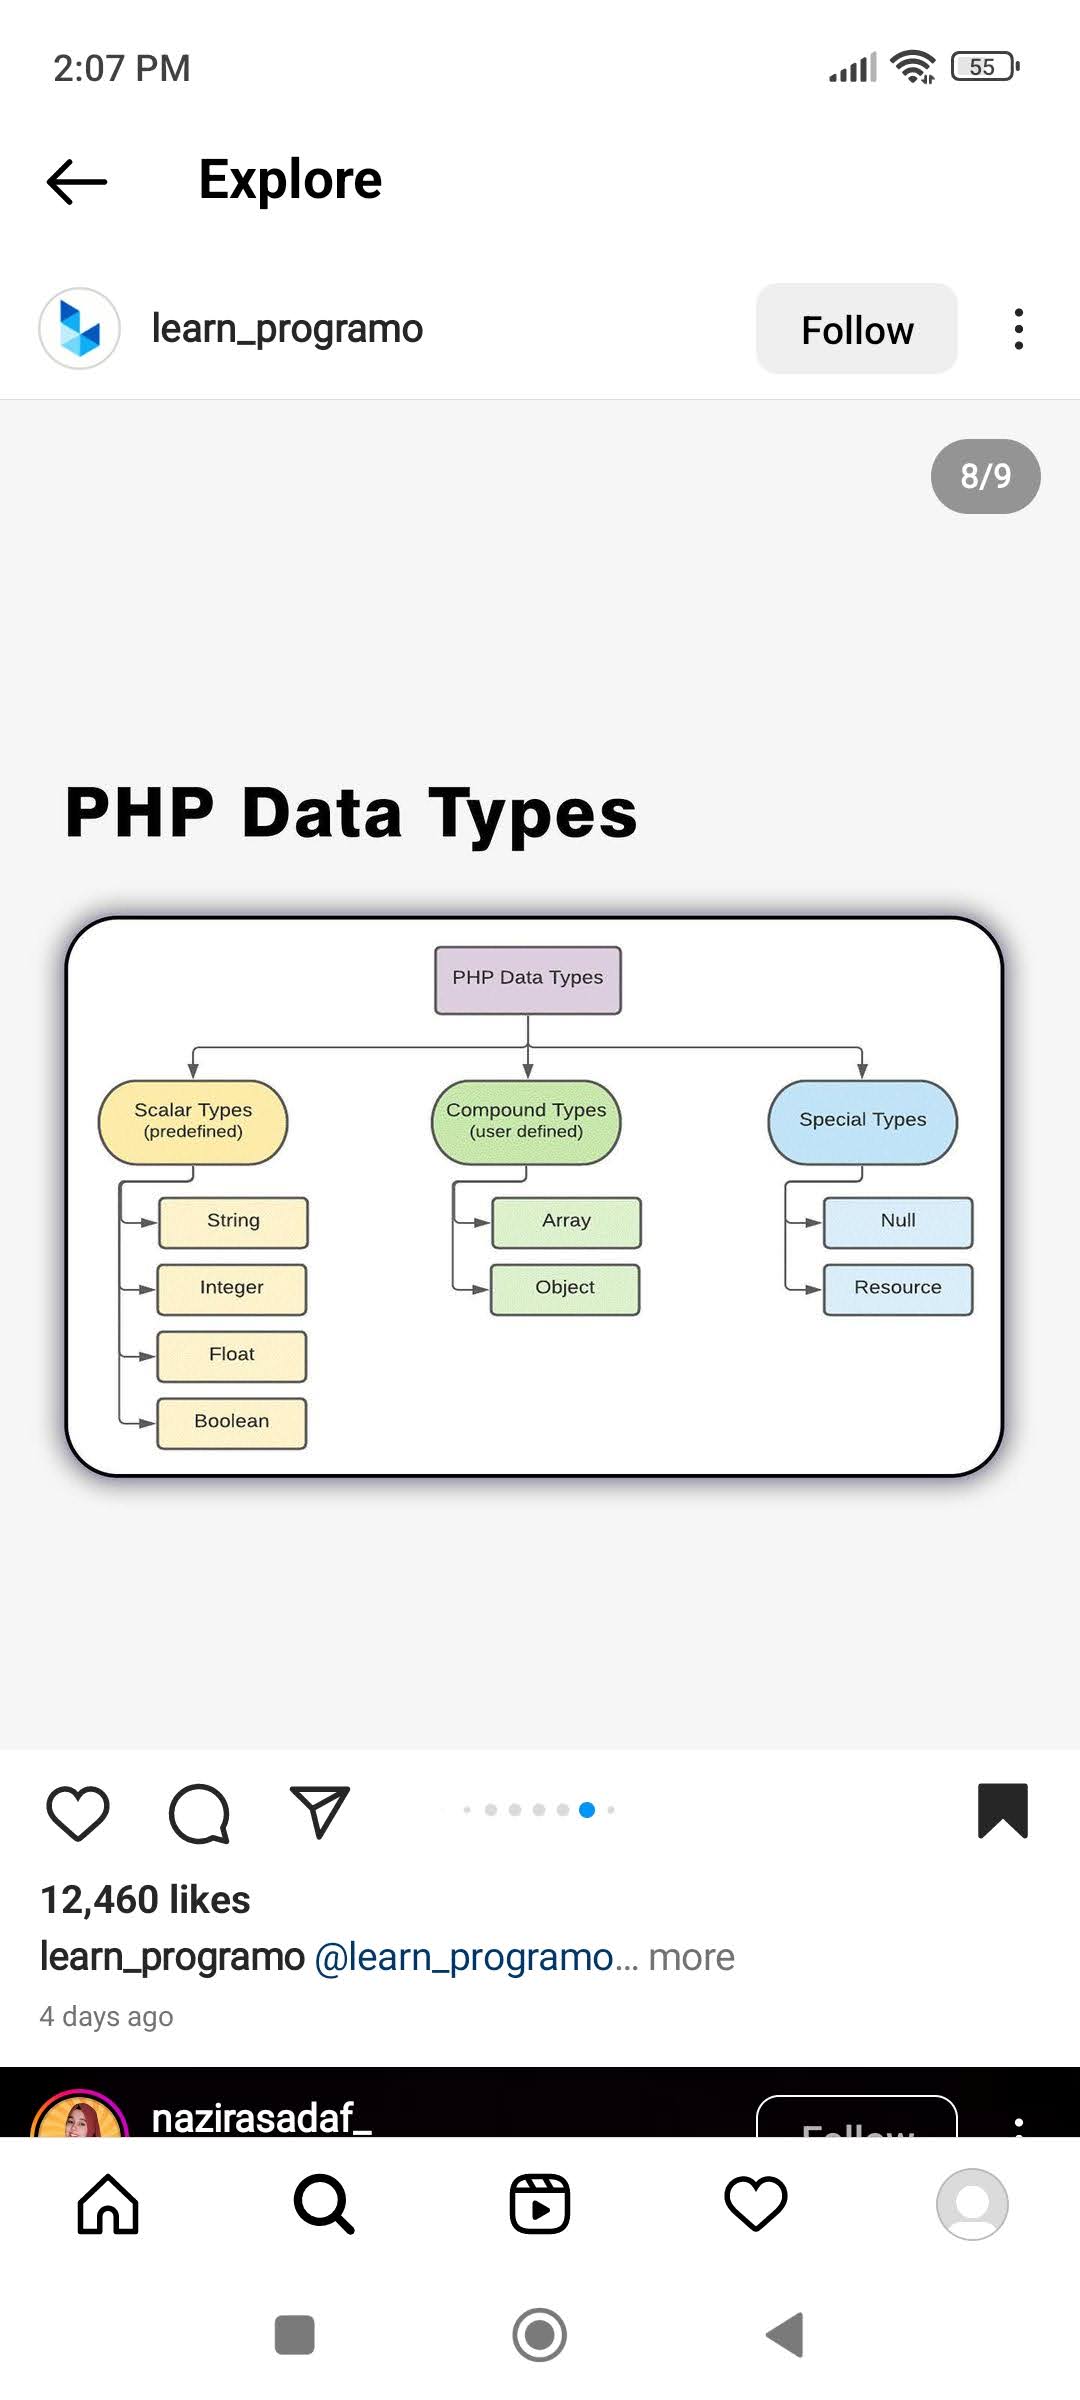 2:07 PM
55
Explore
learn_programo
Follow
8/9
PHP Data Types
PHP Data Types
Scalar Types
(predefined)
Compound Types
(user defined)
Special Types
String
Array
Null
Integer
Object
Resource
Float
Boolean
12,460 likes
learn_programo @learn_programo... more
4 days ago
nazirasadaf_
Follow